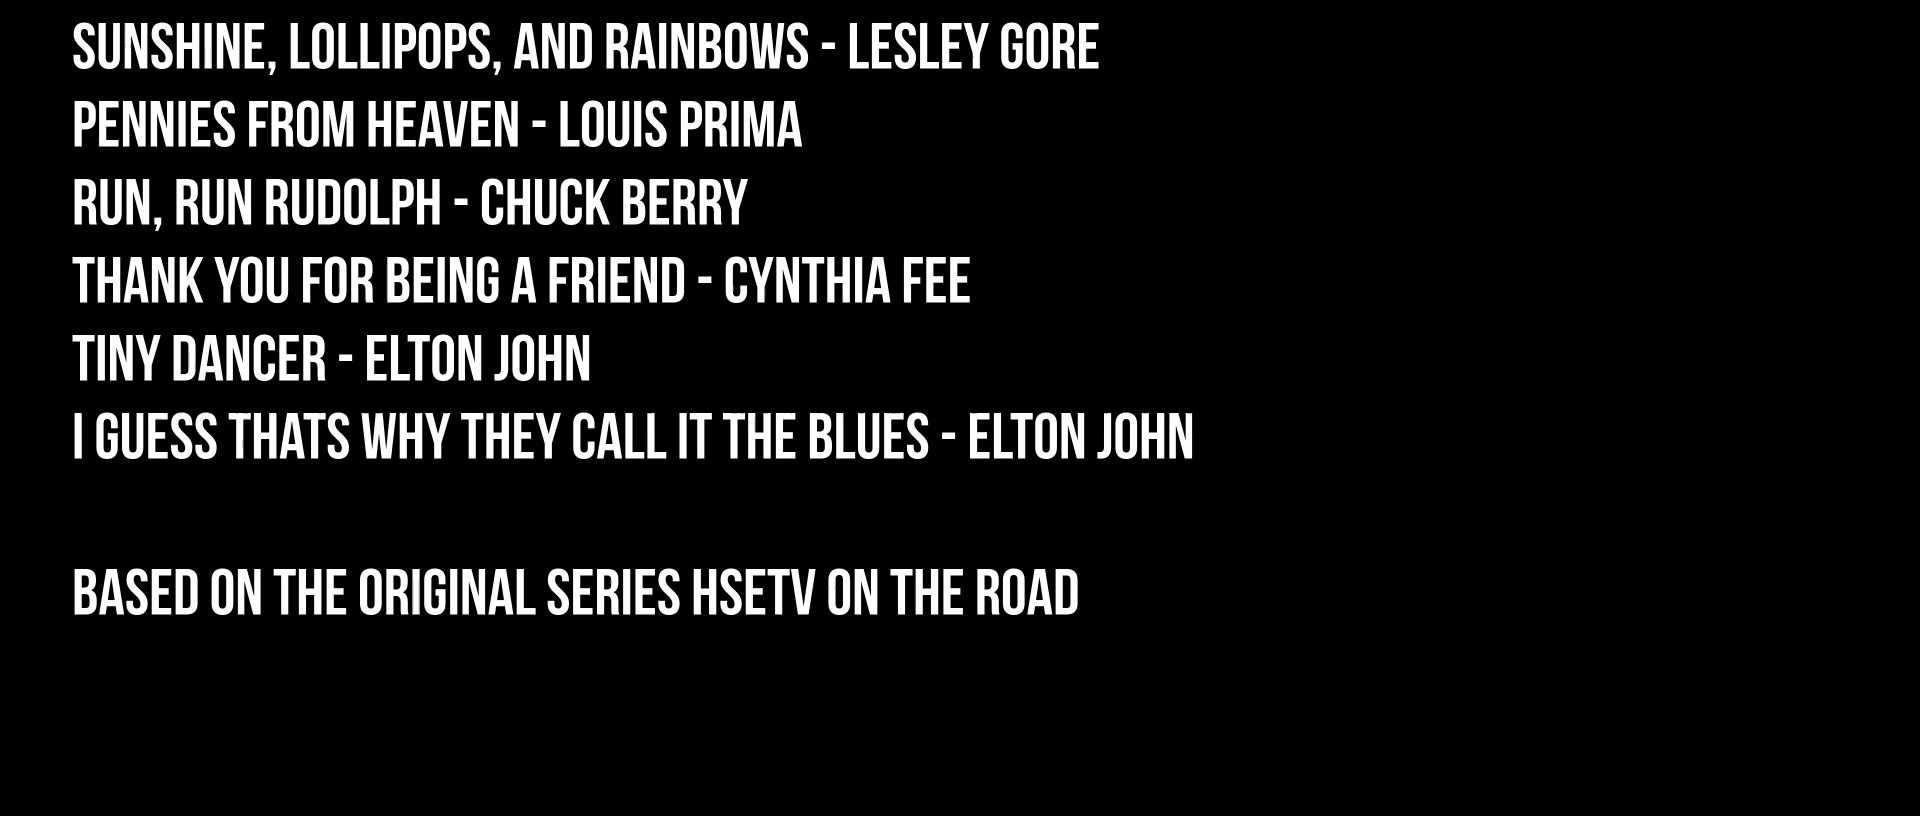 SUNSHINE, LOLLIPOPS, AND RAINBOWS - LESLEY GORE
PENNIES FROM HEAVEN - LOUIS PRIMA
RUN, RUN RUDOLPH - CHUCK BERRY
THANK YOU FOR BEING A FRIEND - CYNTHIA FEE
TINY DANCER - ELTON JOHN
I GUESS THATS WHY THEY CALL IT THE BLUES - ELTON JOHN
BASED ON THE ORIGINAL SERIES HSETV ON THE ROAD